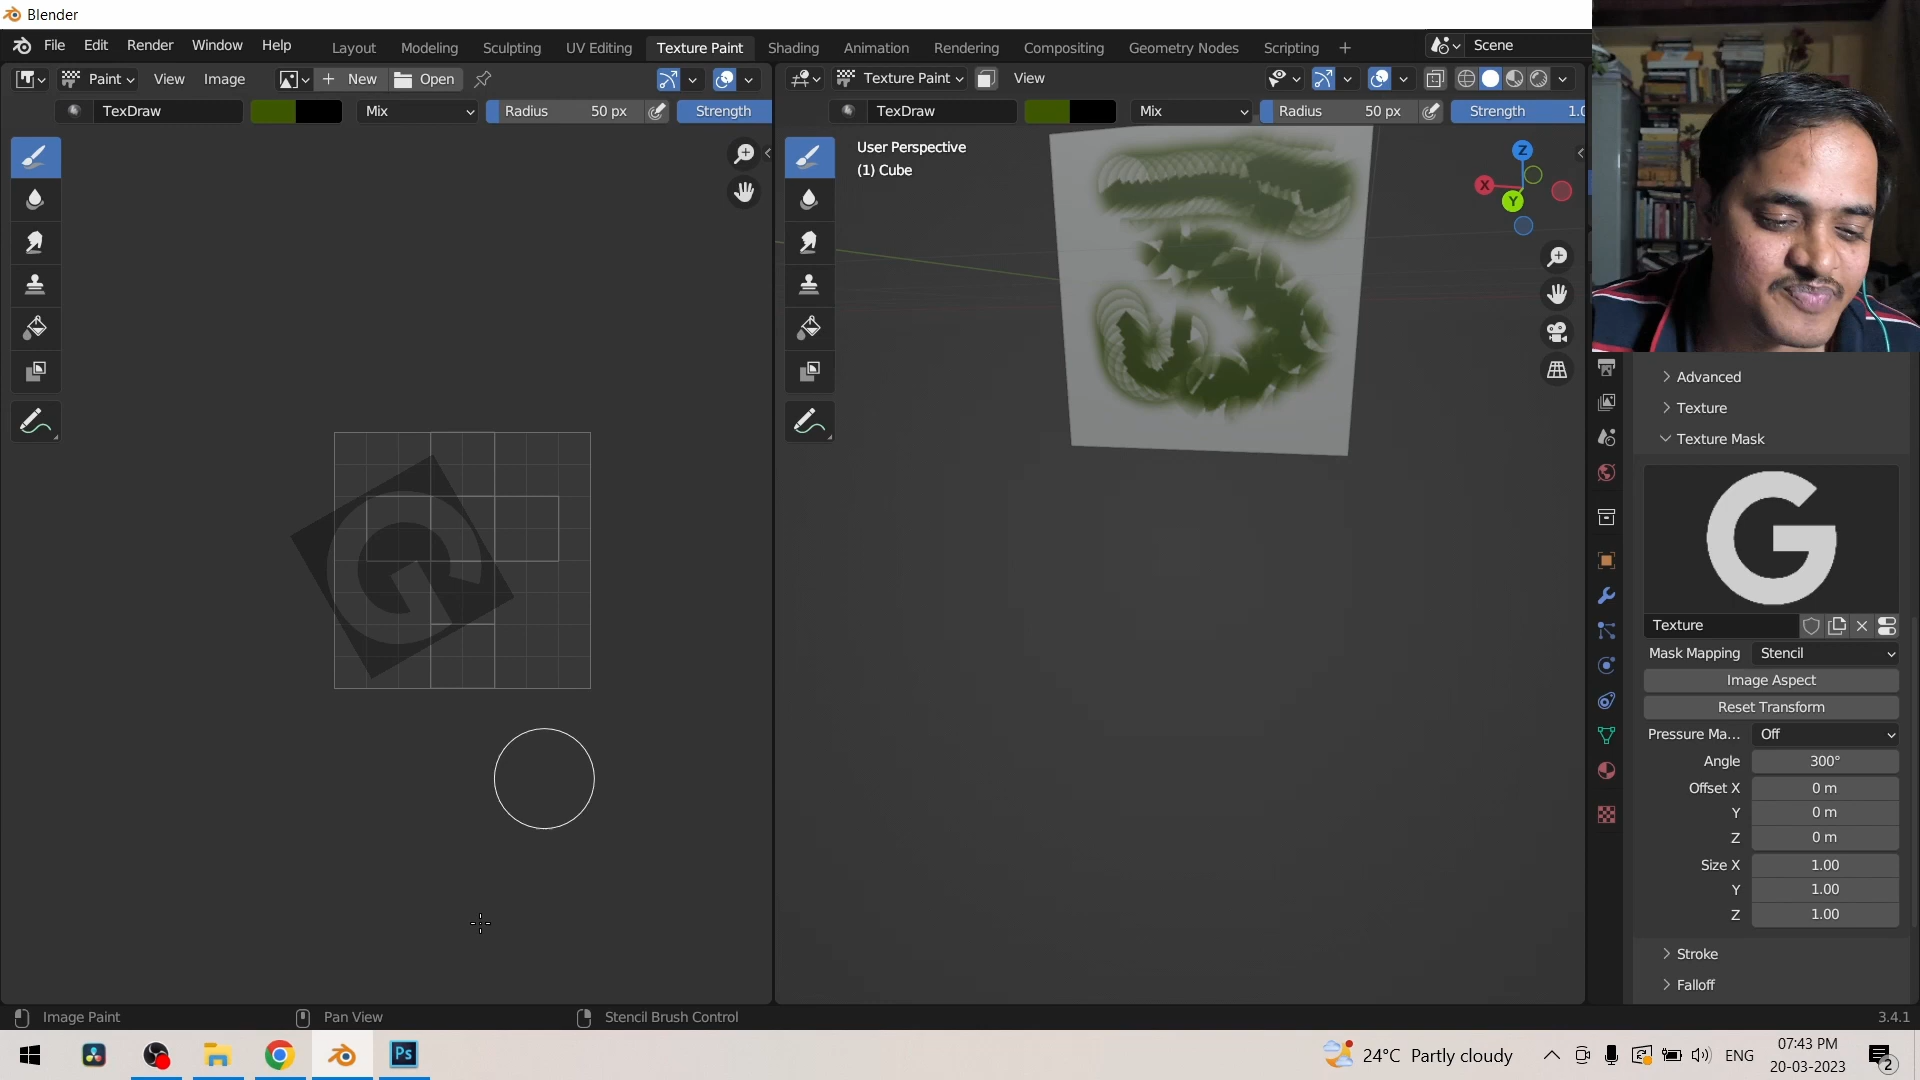 Blender
File Edit Render Window Help
Layout Modeling Sculpting UV Editing Texture Paint Shading Animation Rendering Compositing Geometry Nodes Scripting +
Scene
Paint View Image + New Open
Texture Paint View
TexDraw Mix Radius 50 px Strength
TexDraw Mix Radius 50 px Strength 1.0
User Perspective
(1) Cube
Z
X
Y
G
Advanced
Texture
Texture Mask
G
Texture
Mask Mapping Stencil
Image Aspect
Reset Transform
Pressure Ma... Off
Angle 300°
Offset X 0 m
Y 0 m
Z 0 m
Size X 1.00
Y 1.00
Z 1.00
Stroke
Falloff
Image Paint Pan View Stencil Brush Control 3.4.1
Ps
24°C Partly cloudy
ENG
07:43 PM
20-03-2023
2